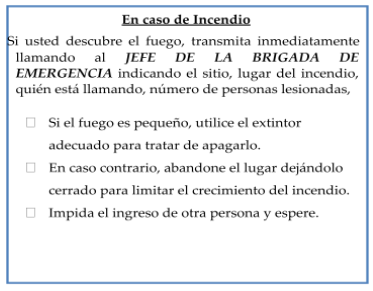 En caso de Incendio
Si usted descubre el fuego, transmita inmediatamente
llamando al JEFE DE LA BRIGADA DE
EMERGENCIA indicando el sitio, lugar del incendio,
quién está llamando, número de personas lesionadas,
□ Si el fuego es pequeño, utilice el extintor
adecuado para tratar de apagarlo.
□ En caso contrario, abandone el lugar dejándolo
cerrado para limitar el crecimiento del incendio.
□ Impida el ingreso de otra persona y espere.